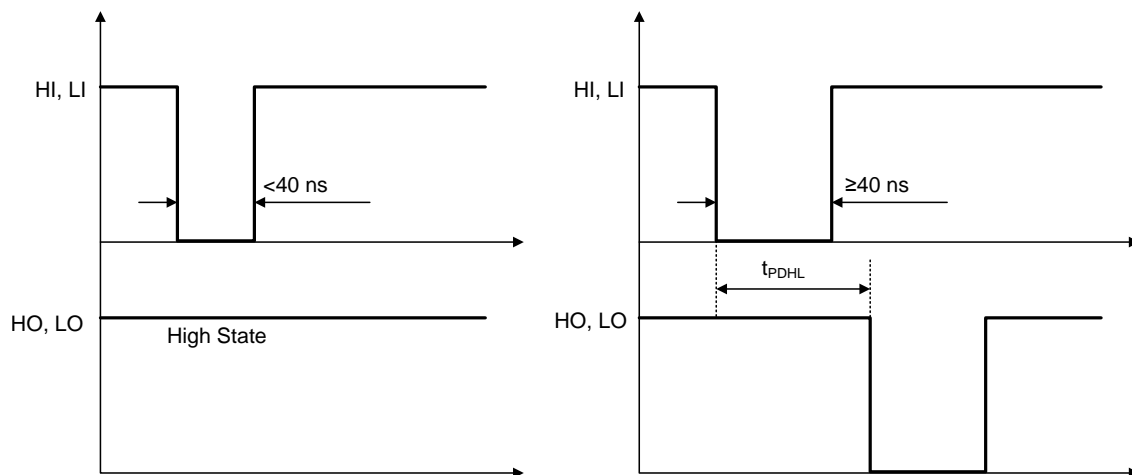 HI, LI
<40 ns
HO, LO
High State
HI, LI
≥40 ns
tPDHL
HO, LO